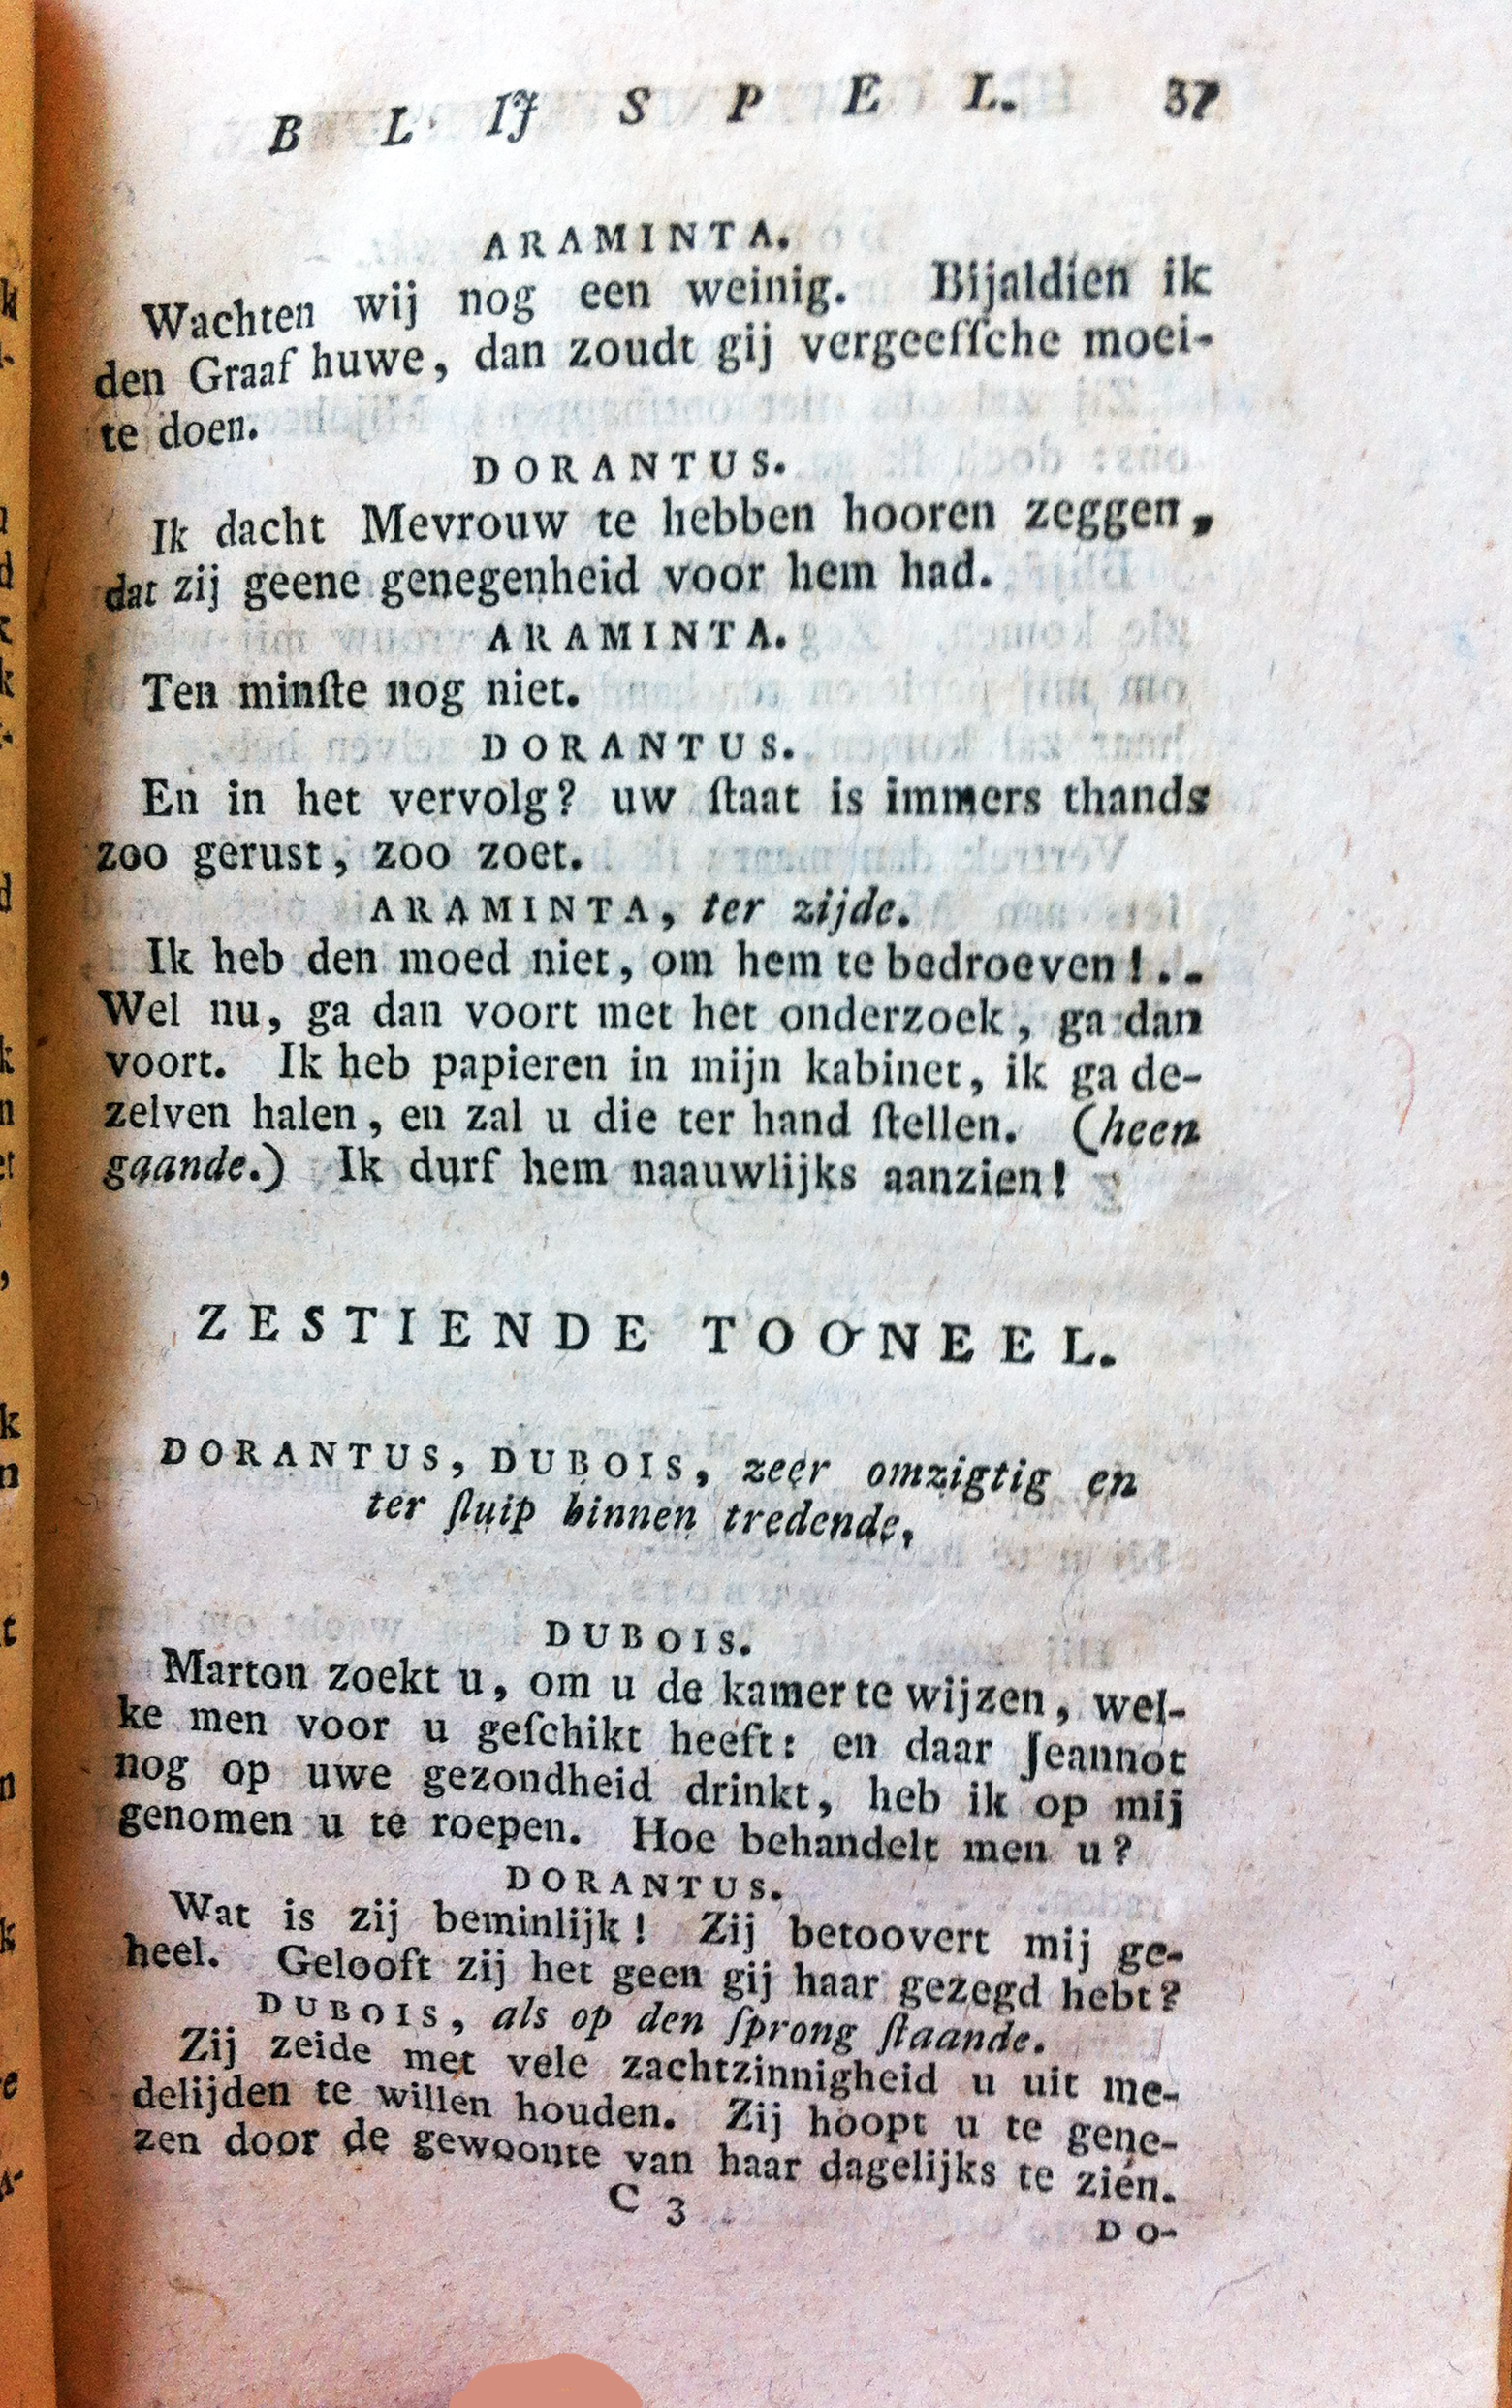 B L IJ S P E L. 37
ARAMINTA.
Wachten wij nog een weinig. Bijaldien ik
den Graaf huwe, dan zoudt gij vergeefſche moei-
te doen.
DORANTUS.
Ik dacht Mevrouw te hebben hooren zeggen,
dat zij geene genegenheid voor hem had.
ARAMINTA.
Ten minſte nog niet.
DORANTUS.
En in het vervolg? uw ſtaat is immers thands
zoo gerust, zoo zoet.
ARAMINTA, ter zijde.
Ik heb den moed niet, om hem te bedroeven!..
Wel nu, ga dan voort met het onderzoek, ga dan
voort. Ik heb papieren in mijn kabinet, ik ga de-
zelven halen, en zal u die ter hand ſtellen. (heen
gaande.) Ik durf hem naauwlijks aanzien!
ZESTIENDE TOONEEL.
DORANTUS, DUBOIS, zeer omzigtig en
ter ſluip binnen tredende,
DUBOIS.
Marton zoekt u, om u de kamer te wijzen, wel-
ke men voor u geſchikt heeft: en daar Jeannot
nog op uwe gezondheid drinkt, heb ik op mij
genomen u te roepen. Hoe behandelt men u?
DORANTUS.
Wat is zij beminlijk! Zij betoovert mij ge-
heel. Gelooft zij het geen gij haar gezegd hebt?
DUBOIS, als op den ſprong ſtaande.
Zij zeide met vele zachtzinnigheid u uit me-
delijden te willen houden. Zij hoopt u te gene-
zen door de gewoonte van haar dagelijks te zien.
C 3
DO-